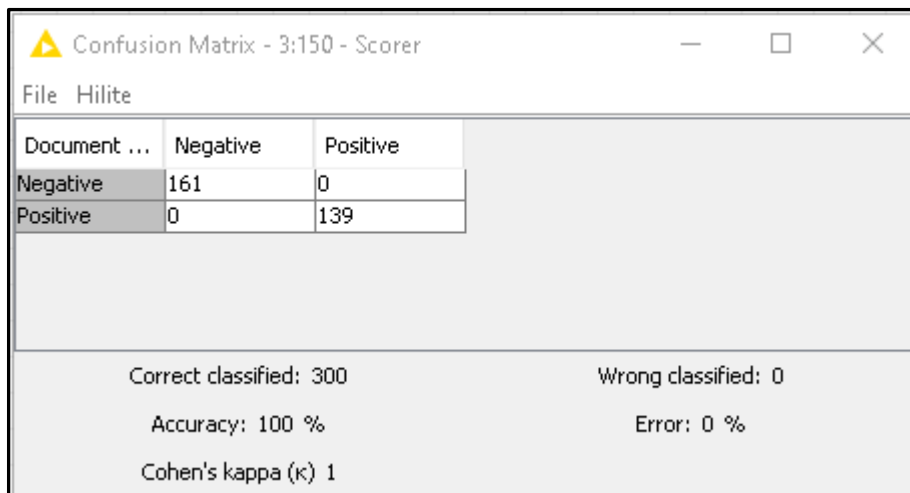 Confusion Matrix - 3:150 - Scorer
File Hilite
Document ... Negative Positive
Negative 161 0
Positive 0 139
Correct classified: 300 Wrong classified: 0
Accuracy: 100 % Error: 0 %
Cohen's kappa (κ) 1